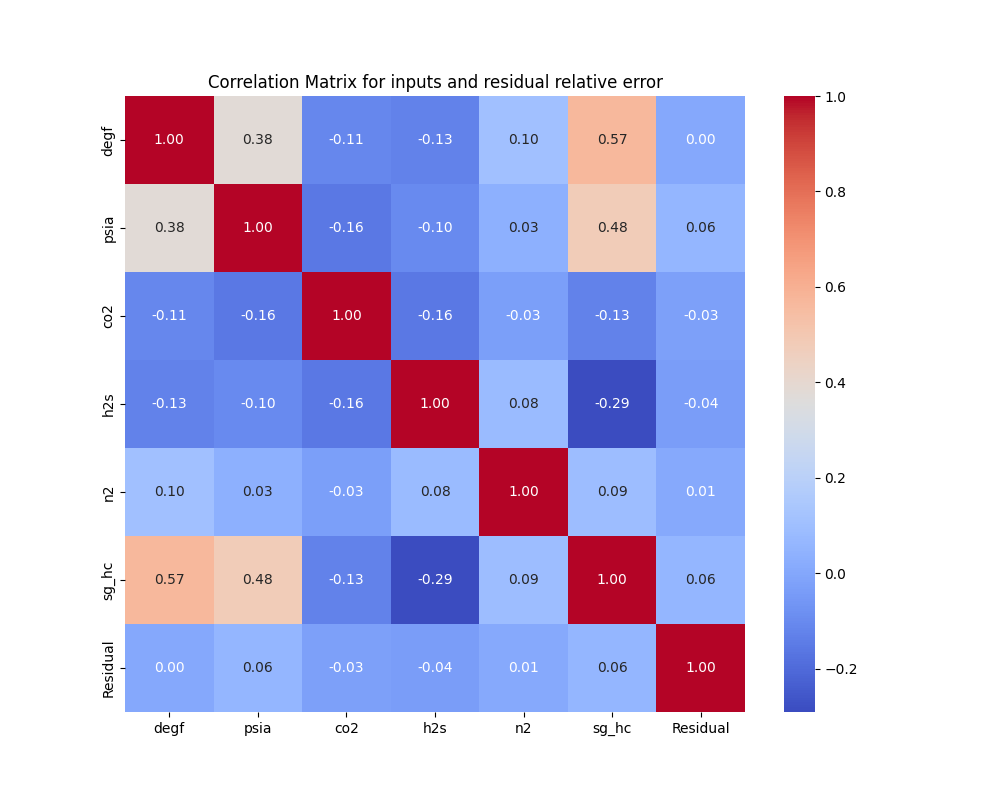 Correlation Matrix for inputs and residual relative error
degf 1.00 0.38 -0.11 -0.13 0.10 0.57 0.00
psia 0.38 1.00 -0.16 -0.10 0.03 0.48 0.06
co2 -0.11 -0.16 1.00 -0.16 -0.03 -0.13 -0.03
h2s -0.13 -0.10 -0.16 1.00 0.08 -0.29 -0.04
n2 0.10 0.03 -0.03 0.08 1.00 0.09 0.01
sg_hc 0.57 0.48 -0.13 -0.29 0.09 1.00 0.06
Residual 0.00 0.06 -0.03 -0.04 0.01 0.06 1.00
degf psia co2 h2s n2 sg_hc Residual
1.0
0.8
0.6
0.4
0.2
0.0
−0.2